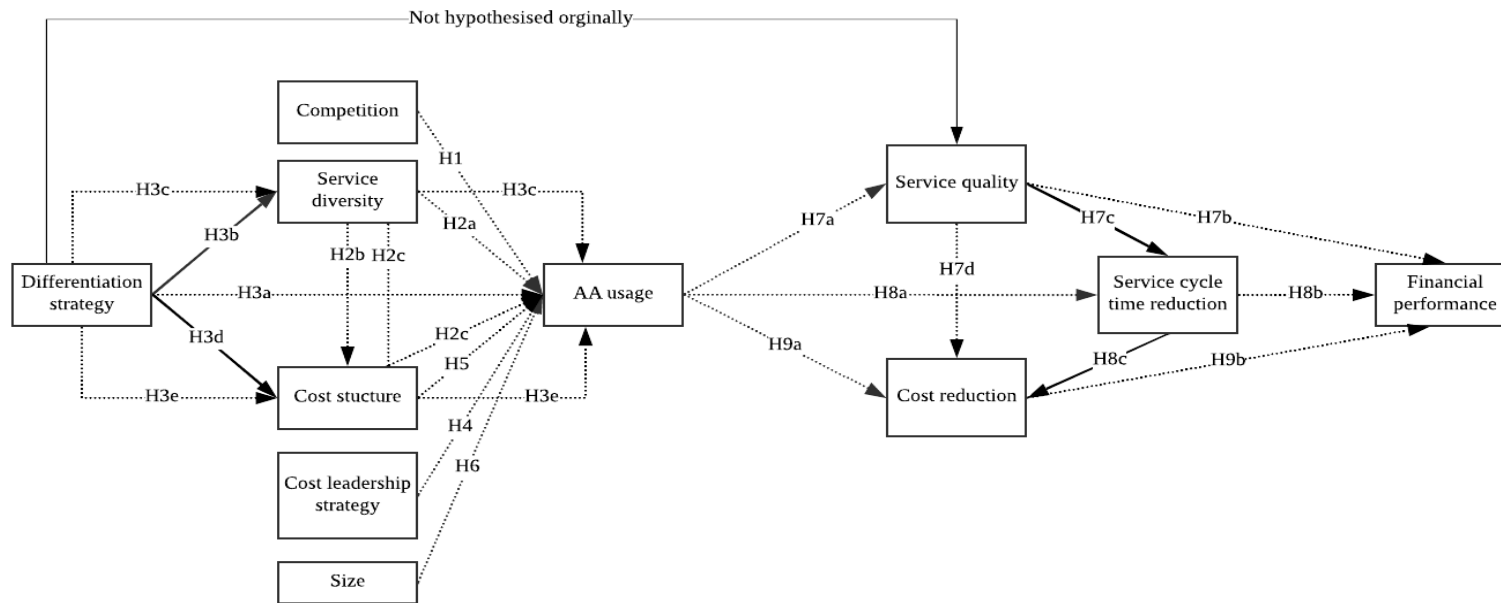 Not hypothesised orginally
Competition
H1
Service
diversity
H3c
H3c
H2a
H3b
H2b
H2c
Differentiation
strategy
H3a
AA usage
H3d
H2c
H5
Cost stucture
H3e
H3e
H4
H6
Cost leadership
strategy
Size
Service quality
H7a
H7b
H7c
H7d
H8a
Service cycle
time reduction
H8b
Financial
performance
H9a
H8c
H9b
Cost reduction